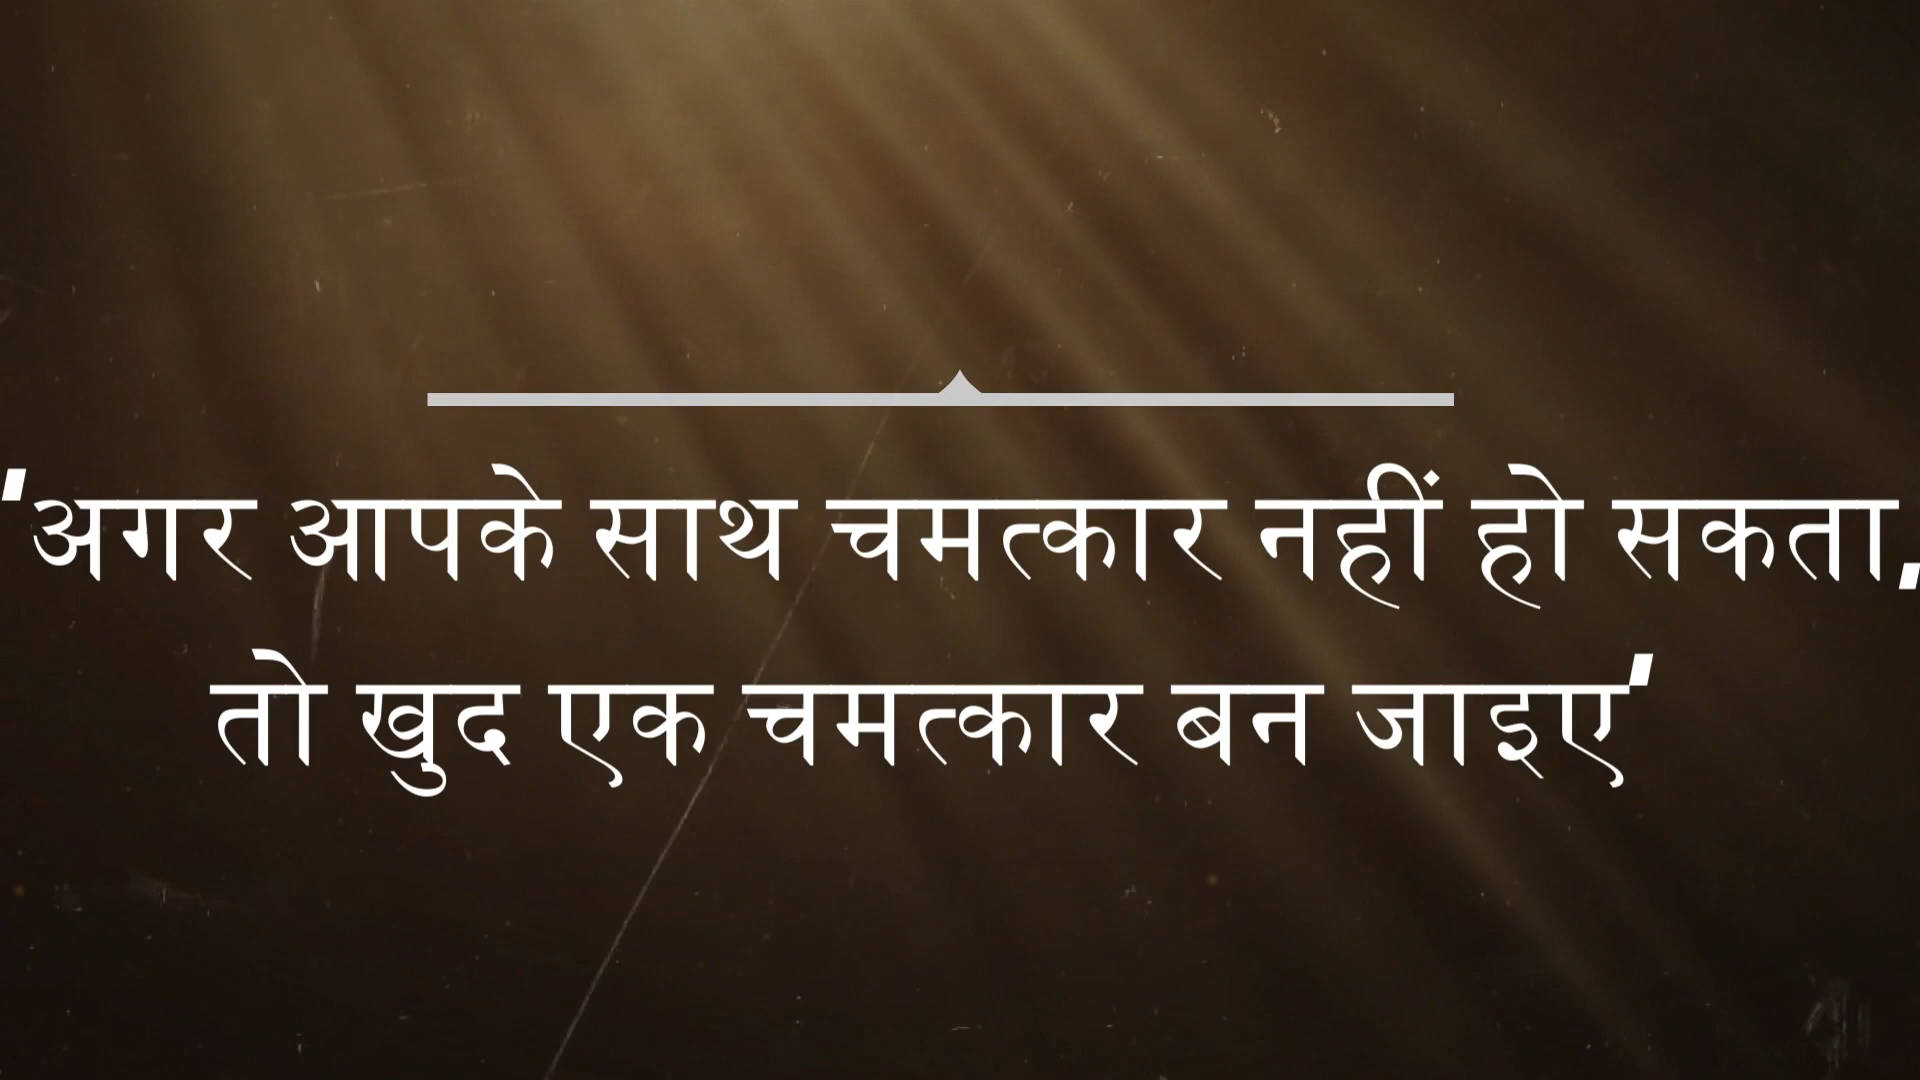 'अगर आपके साथ चमत्कार नहीं हो सकता,
तो खुद एक चमत्कार बन जाइए'